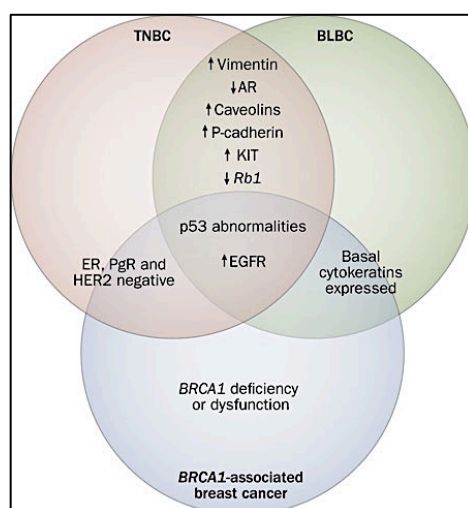 TNBC
BLBC
↑Vimentin
↓AR
↑Caveolins
↑P-cadherin
↑KIT
↓Rb1
p53 abnormalities
↑EGFR
ER, PgR and
HER2 negative
Basal
cytokeratins
expressed
BRCA1 deficiency
or dysfunction
BRCA1-associated
breast cancer